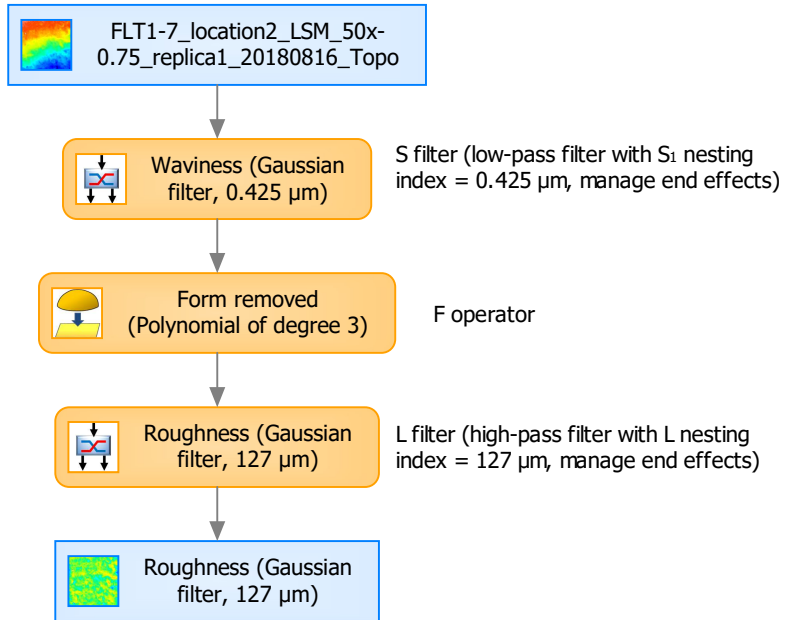 FLT1-7_location2_LSM_50x-
0.75_replica1_20180816_Topo
Waviness (Gaussian
filter, 0.425 µm)
S filter (low-pass filter with S₁ nesting
index = 0.425 µm, manage end effects)
Form removed
(Polynomial of degree 3)
F operator
Roughness (Gaussian
filter, 127 µm)
L filter (high-pass filter with L nesting
index = 127 µm, manage end effects)
Roughness (Gaussian
filter, 127 µm)